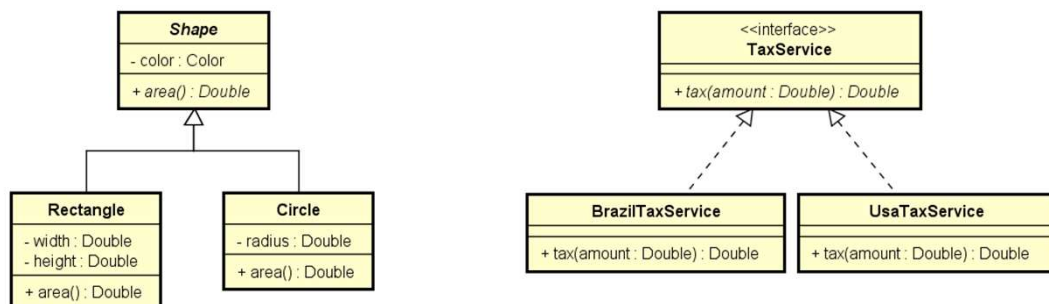 Shape
- color : Color
+ area() : Double
Rectangle
- width : Double
- height : Double
+ area() : Double
Circle
- radius : Double
+ area() : Double
<<interface>>
TaxService
+ tax(amount : Double) : Double
BrazilTaxService
+ tax(amount : Double) : Double
UsaTaxService
+ tax(amount : Double) : Double